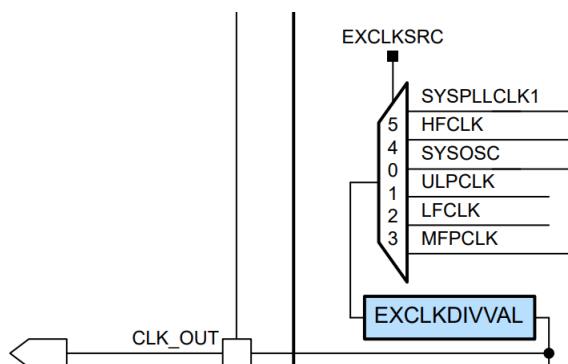 EXCLKSRC
SYSPLLCLK1
5
HFCLK
4
SYSOSC
0
ULPCLK
1
LFCLK
2
MFPCLK
3
EXCLKDIVVAL
CLK_OUT